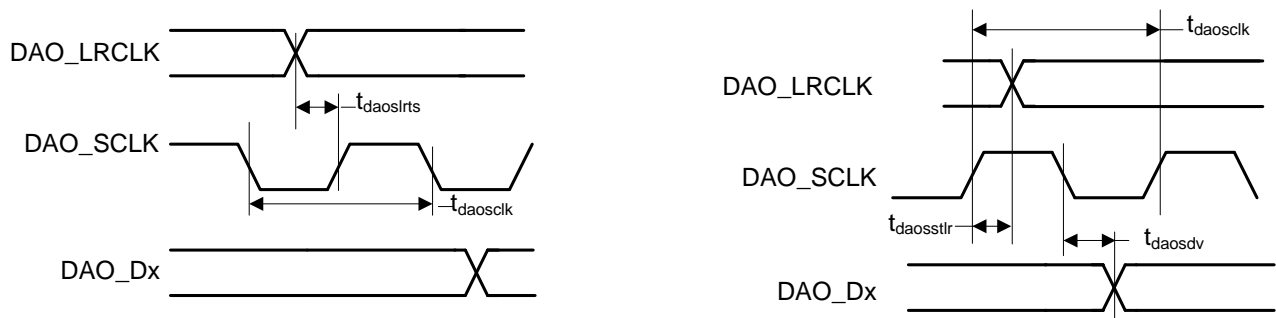 DAO_LRCLK
t_daoslrts
DAO_SCLK
t_daosclk
DAO_Dx
t_daosclk
DAO_LRCLK
DAO_SCLK
t_daosstlr
t_daosdv
DAO_Dx